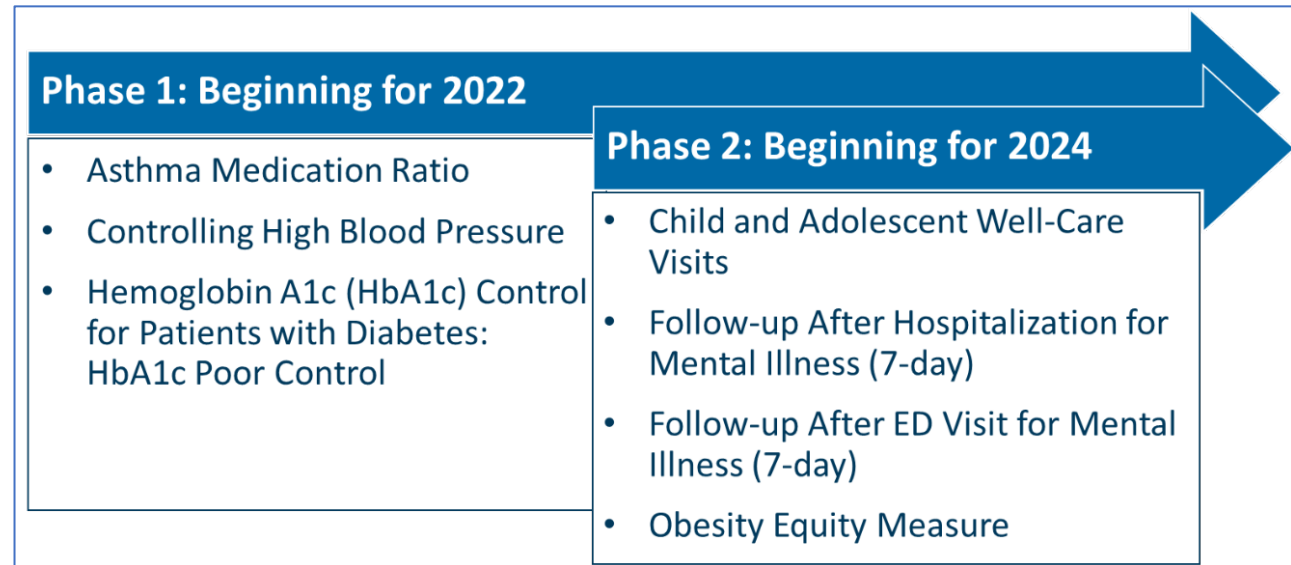 Phase 1: Beginning for 2022
• Asthma Medication Ratio
• Controlling High Blood Pressure
• Hemoglobin A1c (HbA1c) Control
for Patients with Diabetes:
HbA1c Poor Control
Phase 2: Beginning for 2024
• Child and Adolescent Well-Care
Visits
• Follow-up After Hospitalization for
Mental Illness (7-day)
• Follow-up After ED Visit for Mental
Illness (7-day)
• Obesity Equity Measure